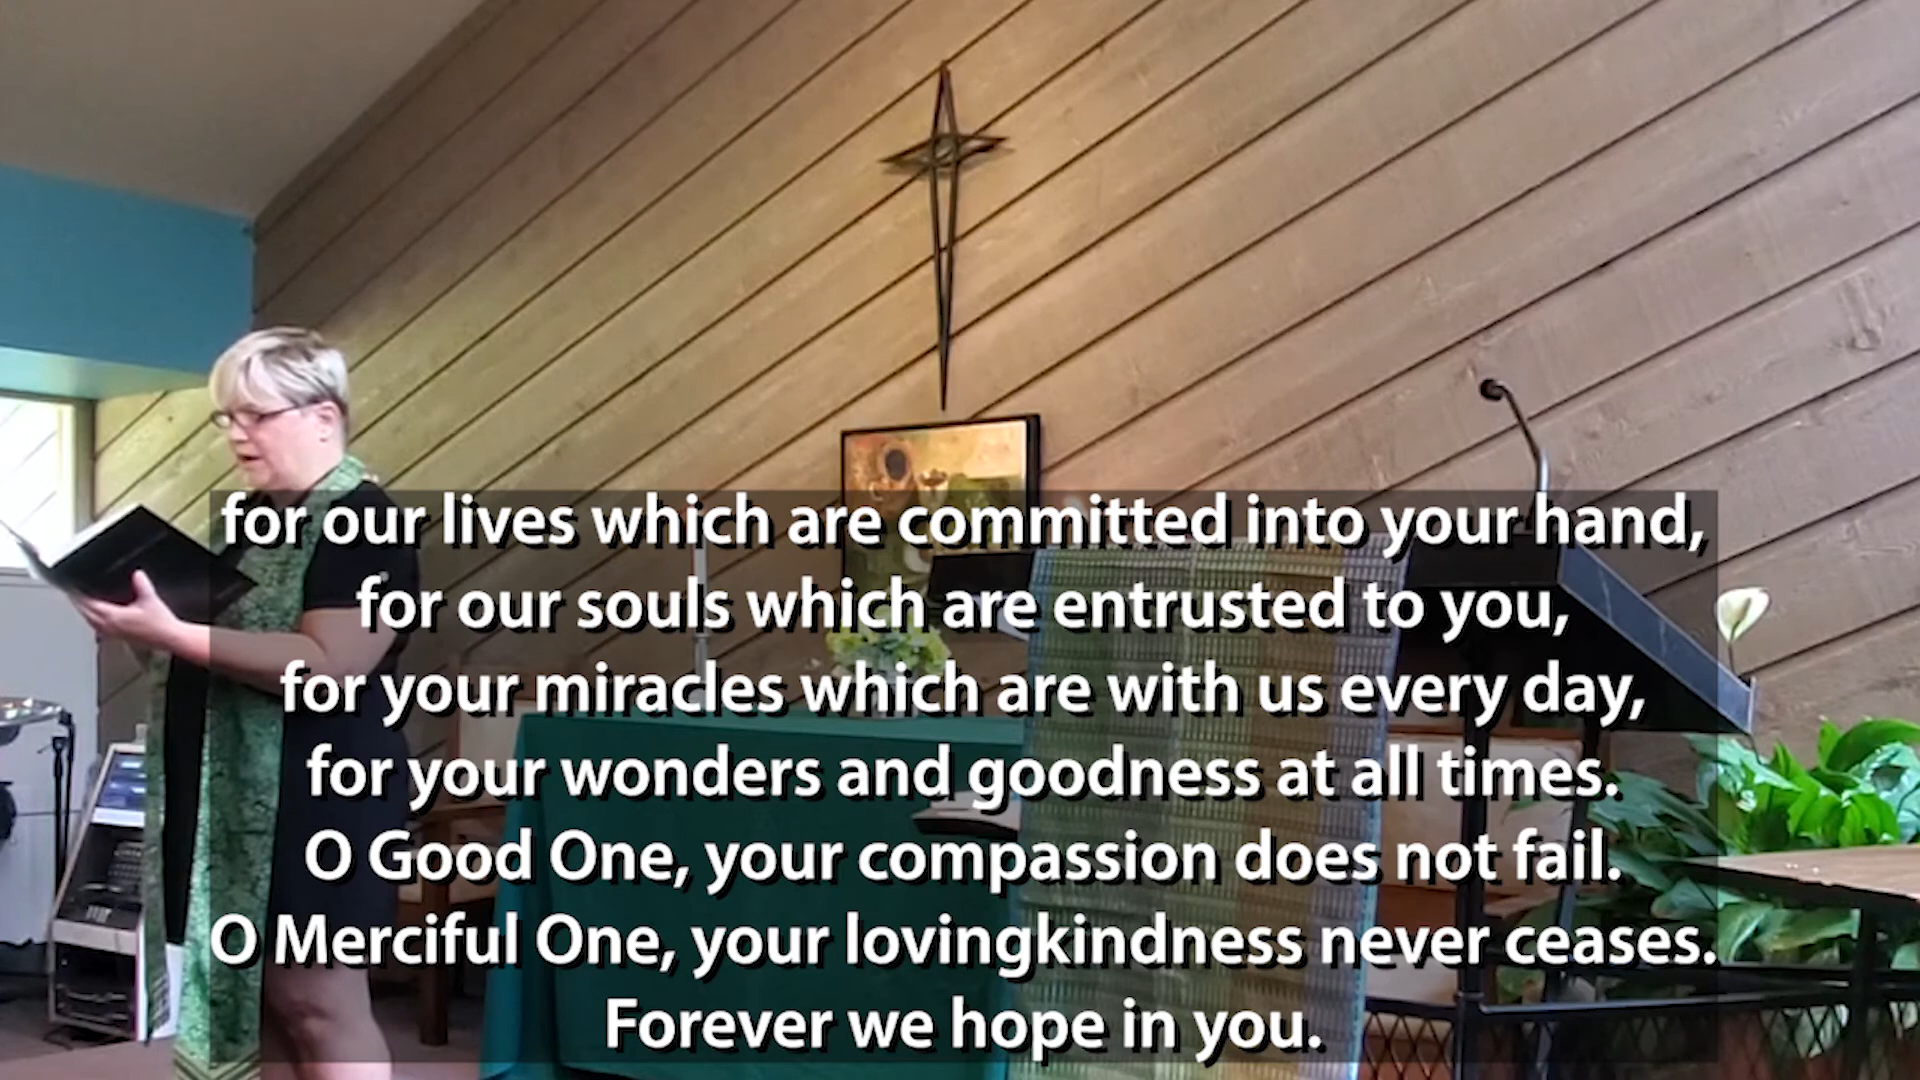 for our lives which are committed into your hand,
for our souls which are entrusted to you,
for your miracles which are with us every day,
for your wonders and goodness at all times.
O Good One, your compassion does not fail.
O Merciful One, your lovingkindness never ceases.
Forever we hope in you.